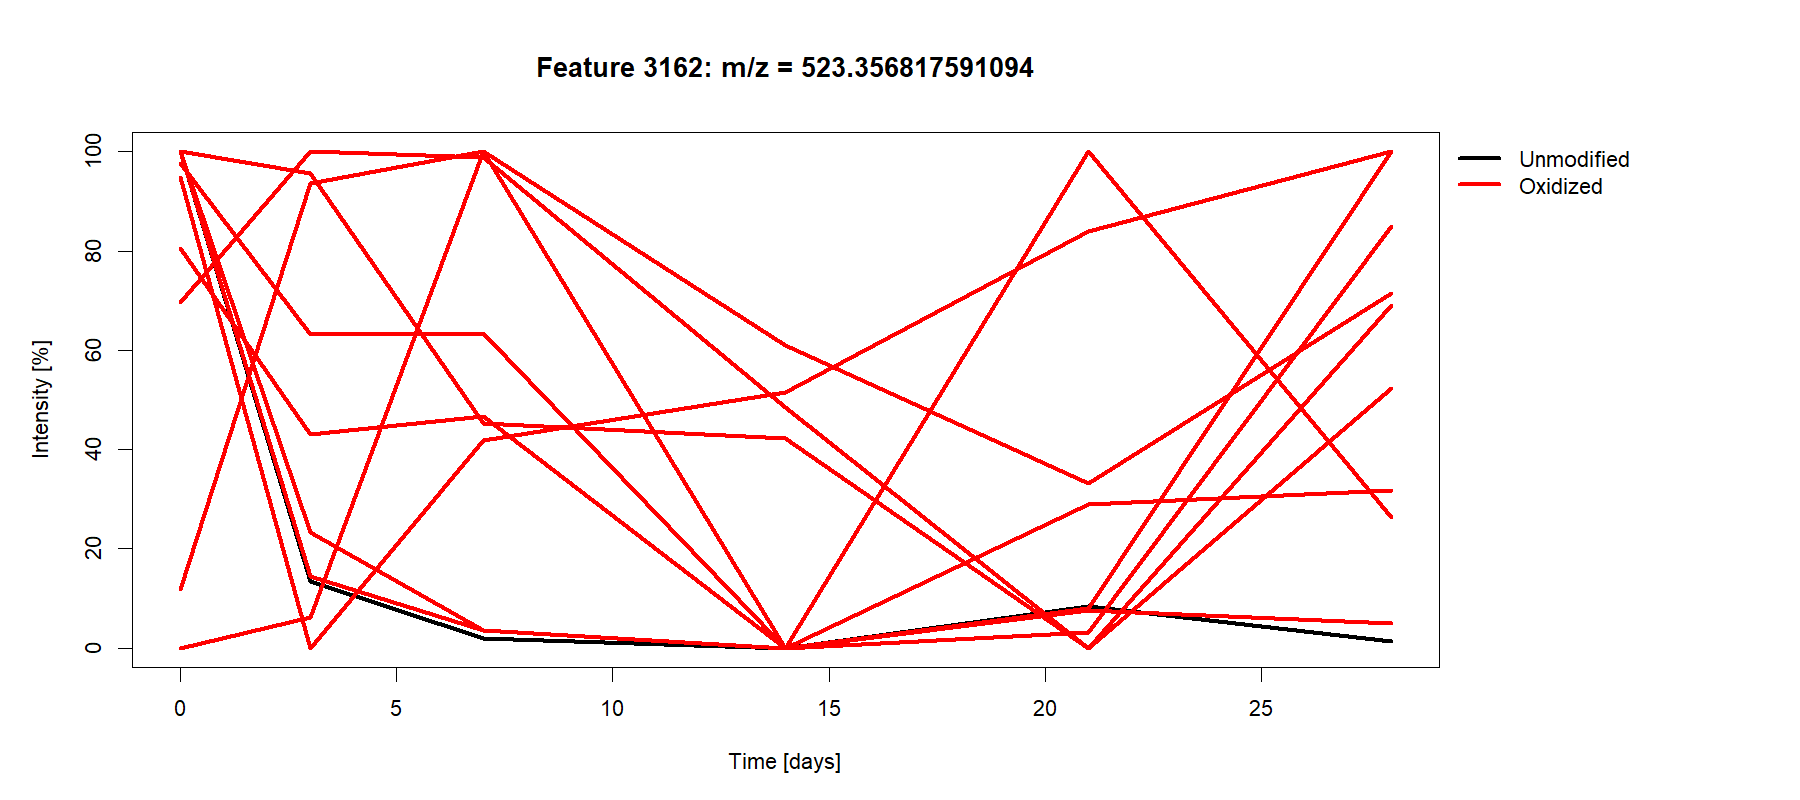 Feature 3162: m/z = 523.356817591094
Unmodified
Oxidized
Intensity [%]
100
80
60
40
20
0
0 5 10 15 20 25
Time [days]